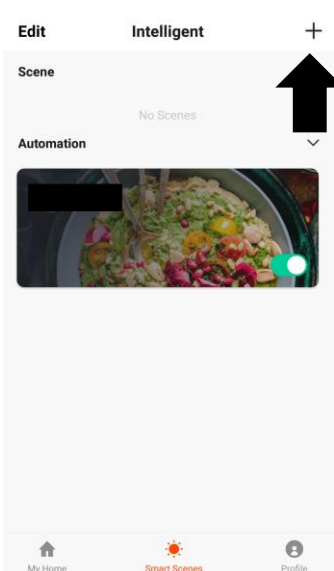 Edit Intelligent +
Scene
No Scenes
Automation
My Home Smart Scenes Profile